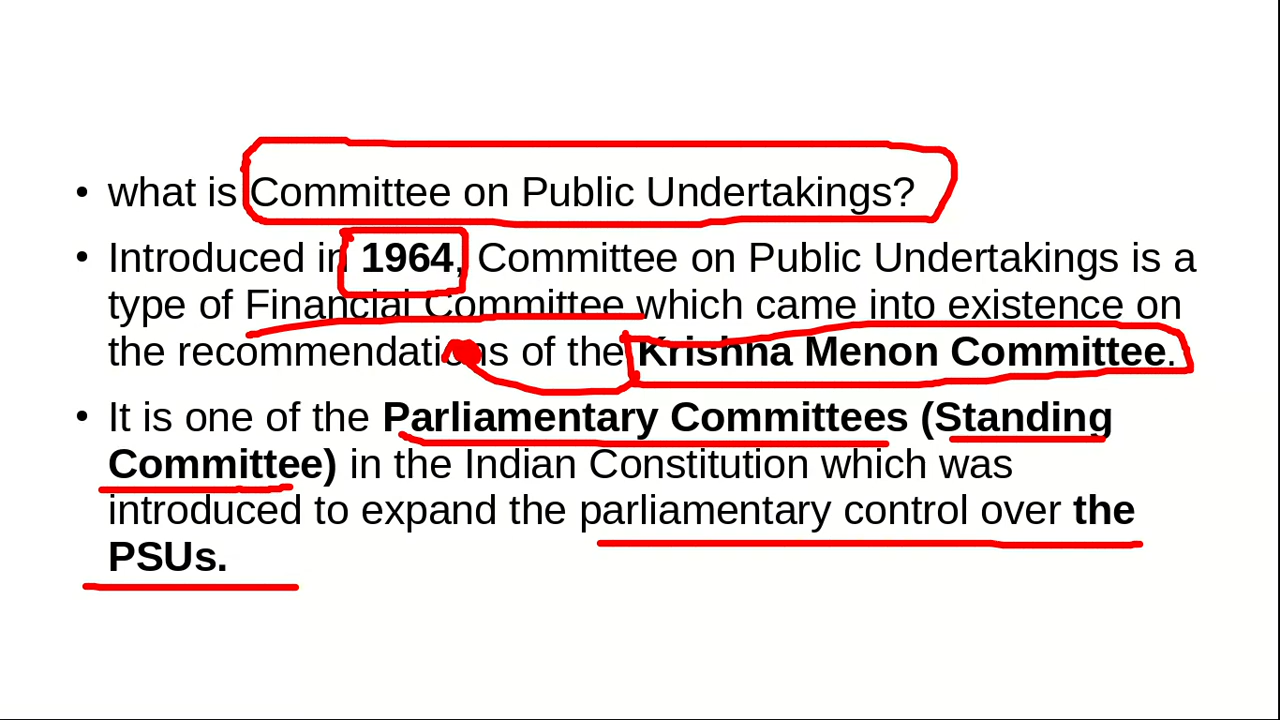 • what is Committee on Public Undertakings?
• Introduced in 1964, Committee on Public Undertakings is a
type of Financial Committee which came into existence on
the recommendations of the Krishna Menon Committee.
• It is one of the Parliamentary Committees (Standing
Committee) in the Indian Constitution which was
introduced to expand the parliamentary control over the
PSUs.